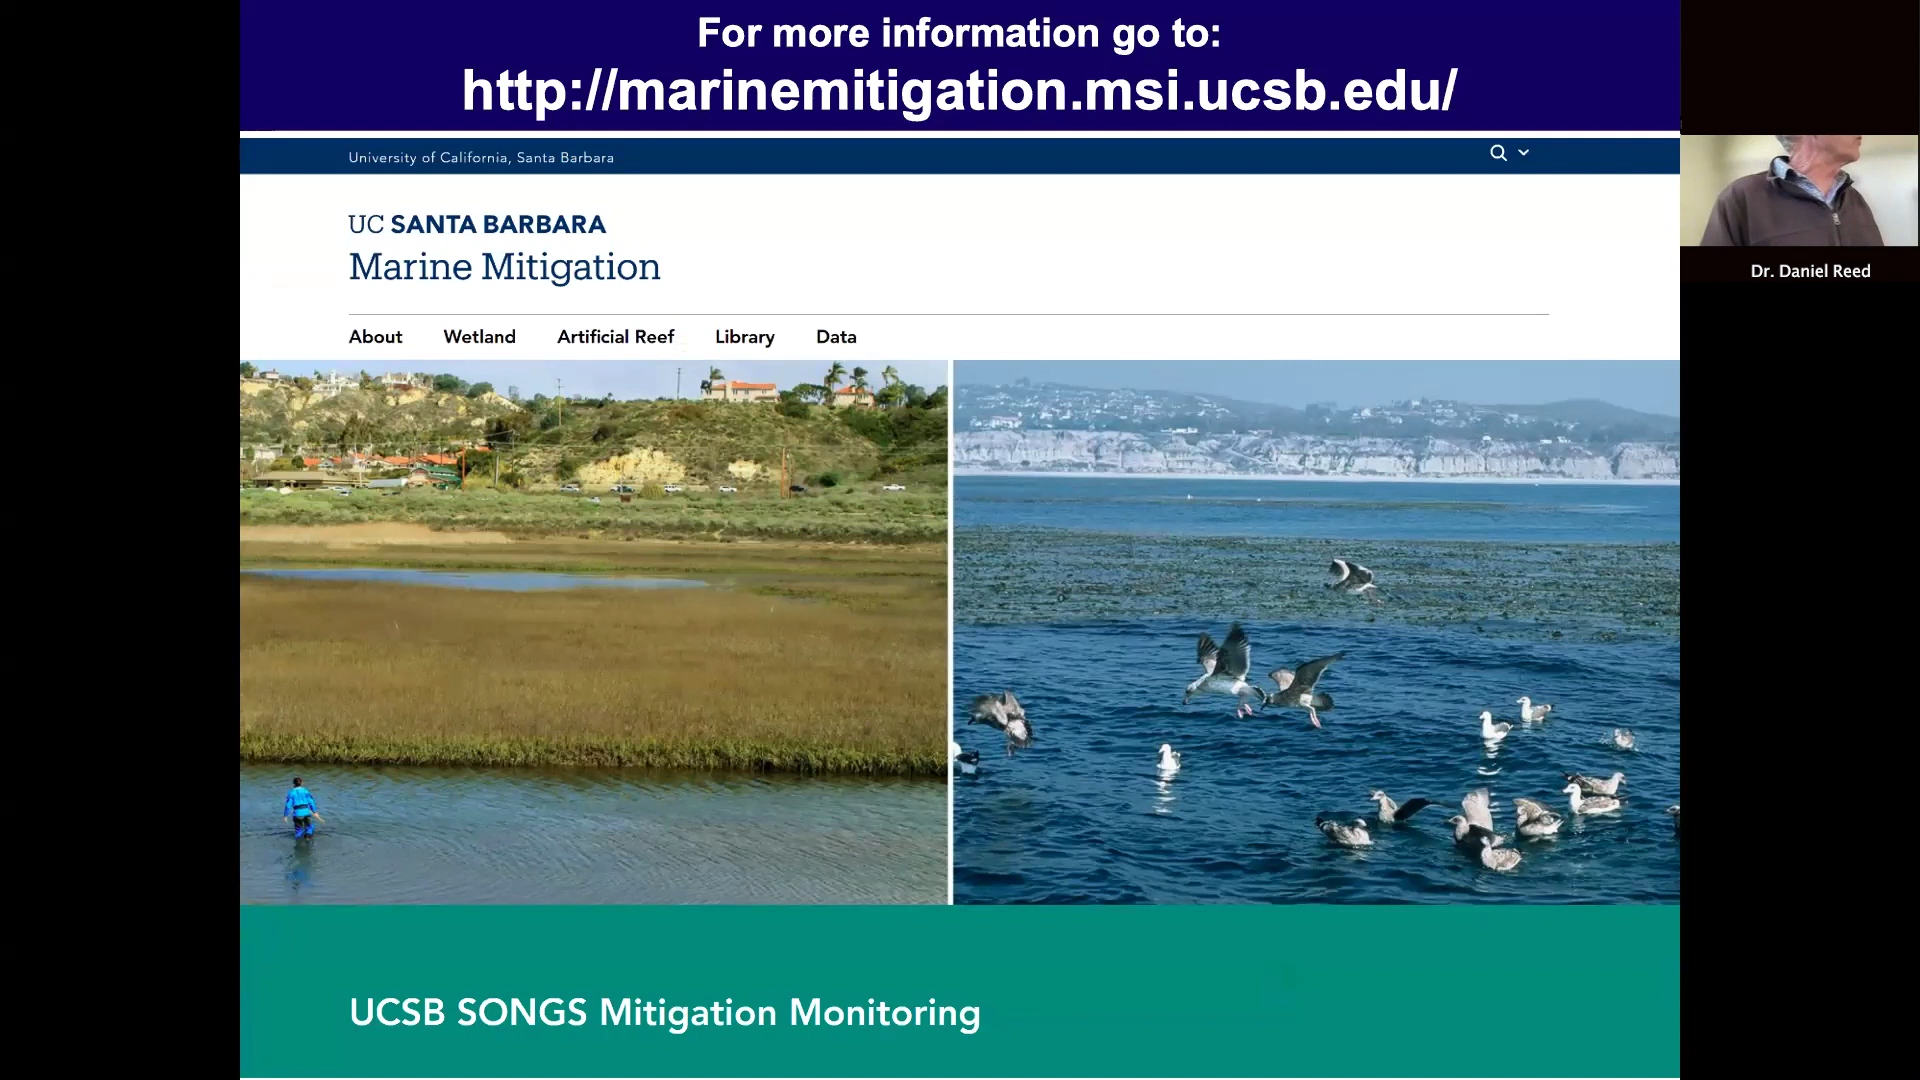 For more information go to:
http://marinemitigation.msi.ucsb.edu/
University of California, Santa Barbara
UC SANTA BARBARA
Marine Mitigation
About Wetland Artificial Reef Library Data
Dr. Daniel Reed
UCSB SONGS Mitigation Monitoring